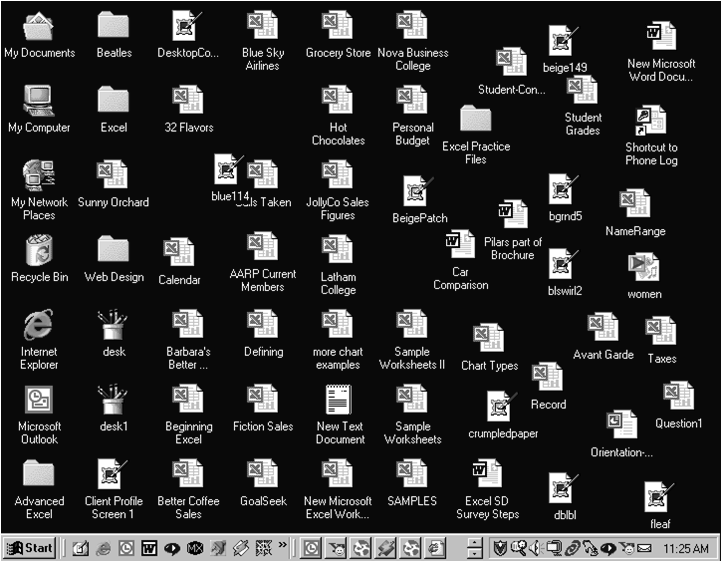 My Documents
Beatles
DesktopCo...
Blue Sky
Airlines
Grocery Store
Nova Business
College
Student-Con...
beige149
New Microsoft
Word Docu...
My Computer
Excel
32 Flavors
Hot
Chocolates
Personal
Budget
Excel Practice
Files
Student
Grades
Shortcut to
Phone Log
My Network
Places
Sunny Orchard
blue114
Taken
JollyCo Sales
Figures
BeigePatch
Pilars part of
Brochure
bgrnd5
NameRange
Recycle Bin
Web Design
Calendar
AARP Current
Members
Latham
College
Car
Comparison
blswirl2
women
Internet
Explorer
desk
Barbara's
Better ...
Defining
more chart
examples
Sample
Worksheets II
Chart Types
Avant Garde
Taxes
Microsoft
Outlook
desk1
Beginning
Excel
Fiction Sales
New Text
Document
Sample
Worksheets
crumpledpaper
Record
Orientation-...
Question1
Advanced
Excel
Client Profile
Screen 1
Better Coffee
Sales
GoalSeek
New Microsoft
Excel Work...
SAMPLES
Excel SD
Survey Steps
dblbl
fleaf
Start
11:25 AM